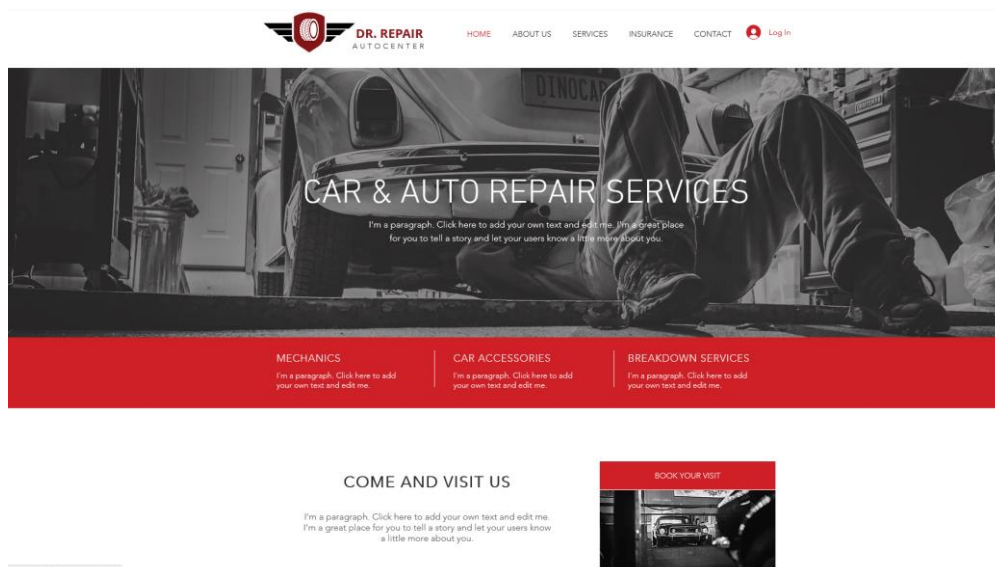 DR. REPAIR
AUTOCENTER
HOME
ABOUT US
SERVICES
INSURANCE
CONTACT
Log In
DINOCAR
CAR & AUTO REPAIR SERVICES
I'm a paragraph. Click here to add your own text and edit me. I'm a great place
for you to tell a story and let your users know a little more about you.
MECHANICS
I'm a paragraph. Click here to add
your own text and edit me.
CAR ACCESSORIES
I'm a paragraph. Click here to add
your own text and edit me.
BREAKDOWN SERVICES
I'm a paragraph. Click here to add
your own text and edit me.
COME AND VISIT US
I'm a paragraph. Click here to add your own text and edit me.
I'm a great place for you to tell a story and let your users know
a little more about you.
BOOK YOUR VISIT